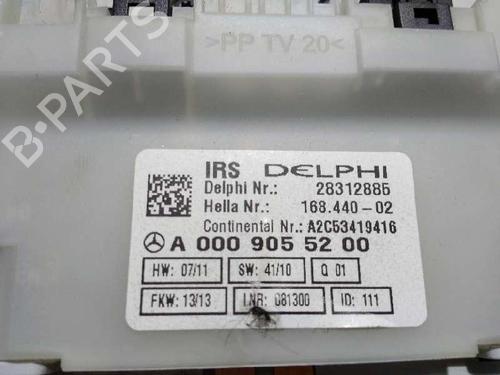 >PP TV 20<
B-PARTS
IRS DELPHI
Delphi Nr.: 28312885
Hella Nr.: 168.440-02
Continental Nr.: A2C53419416
A 000 905 52 00
HW: 07/11 SW: 41/10 Q 01
FKW: 13/13 LNR: 081300 ID: 111